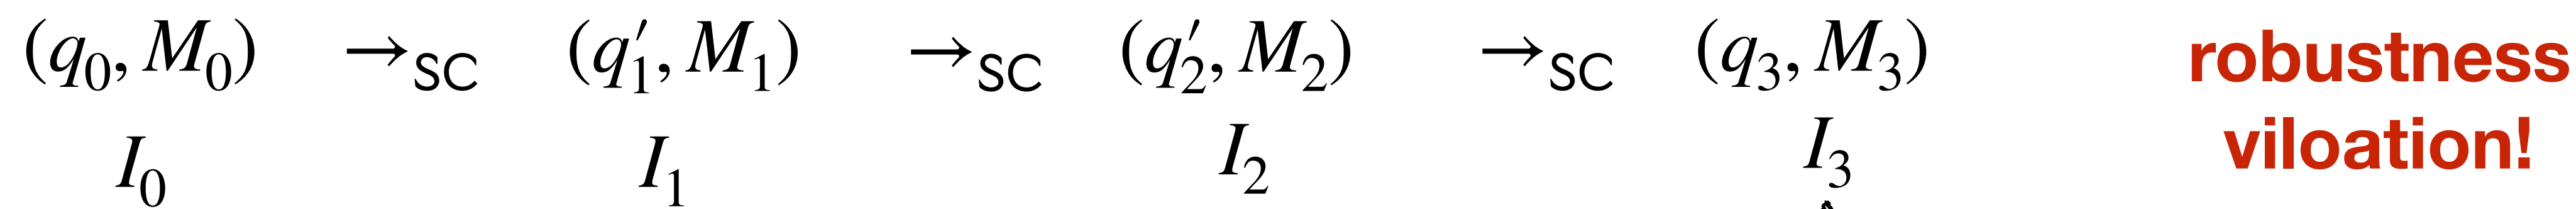 (q₀, M₀) →SC (q′₁, M₁) →SC (q′₂, M₂) →SC (q₃, M₃) robustness
I₀ I₁ I₂ I₃ viloation!